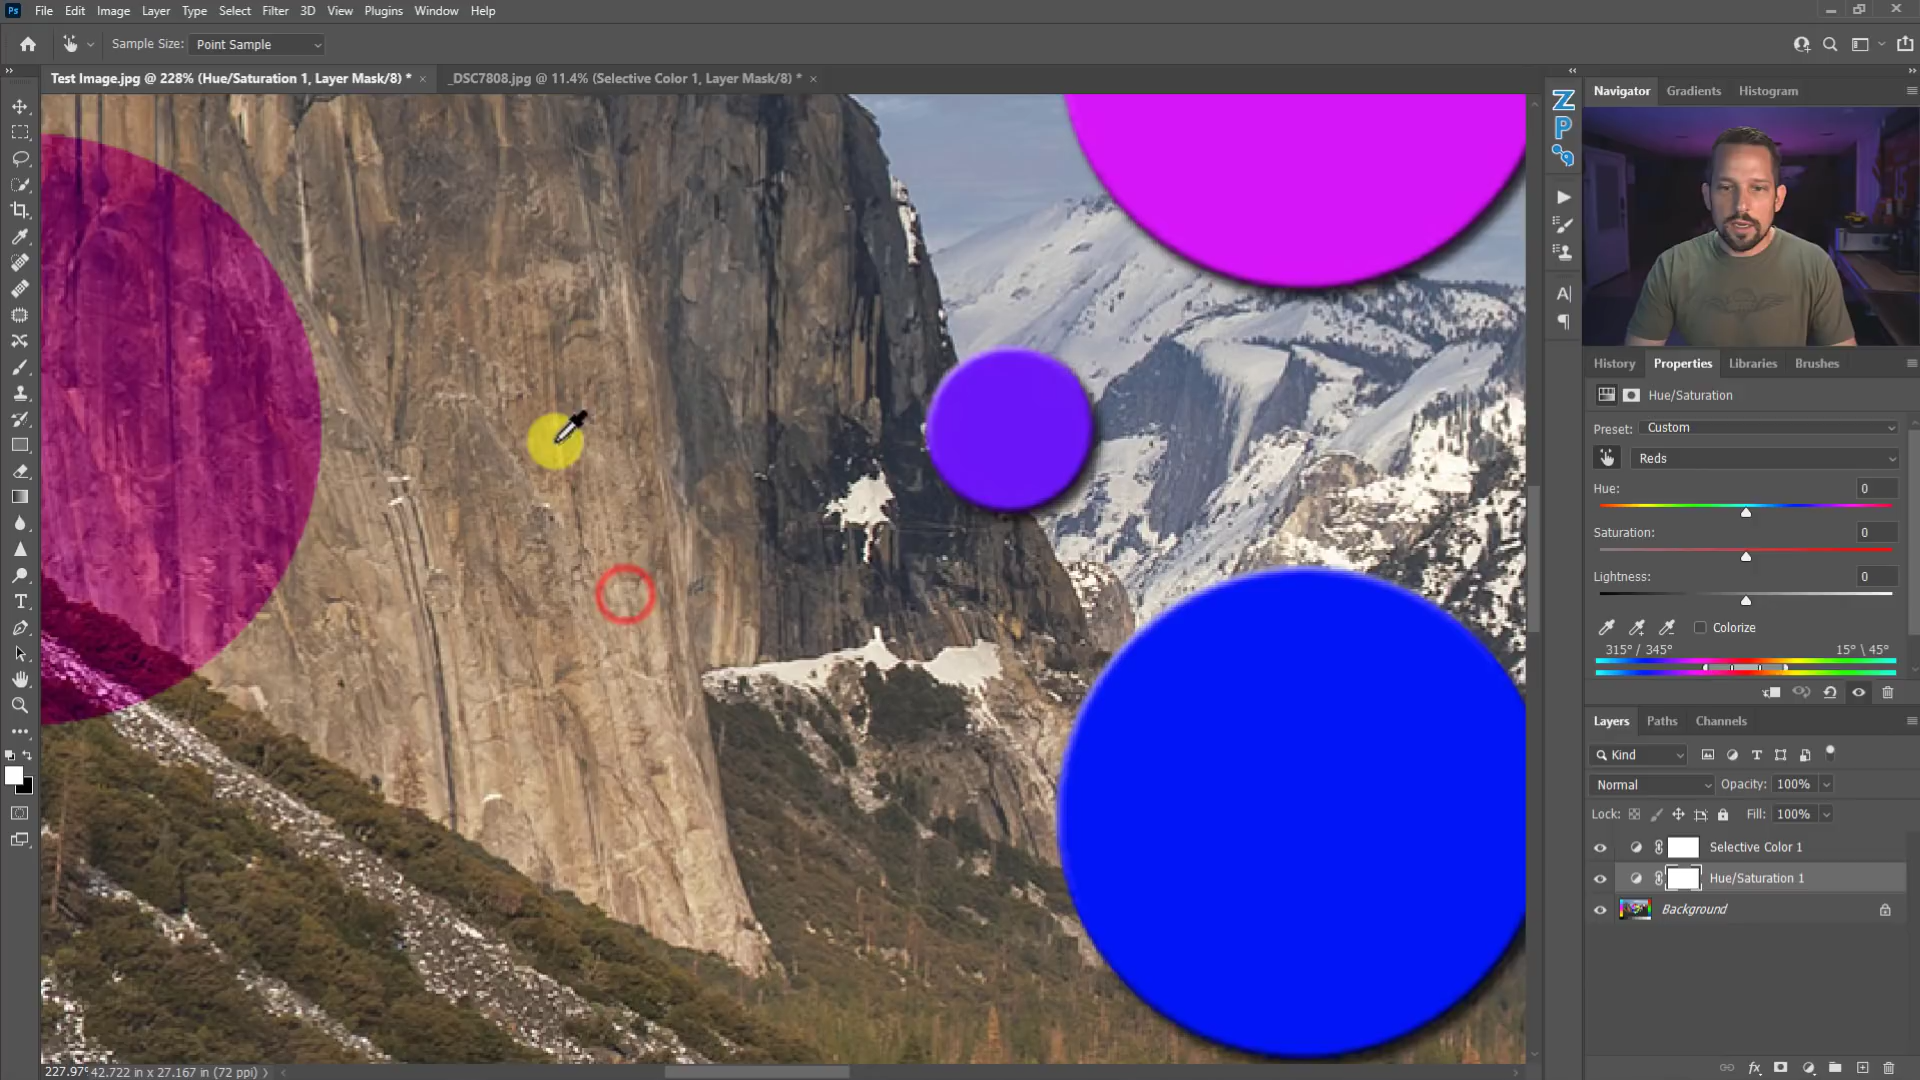 Ps File Edit Image Layer Type Select Filter 3D View Plugins Window Help
Sample Size: Point Sample
Test Image.jpg @ 228% (Hue/Saturation 1, Layer Mask/8) * × _DSC7808.jpg @ 11.4% (Selective Color 1, Layer Mask/8) * ×
Navigator Gradients Histogram
Z
P
A|
¶
T
History Properties Libraries Brushes
Hue/Saturation
Preset: Custom
Reds
Hue: 0
Saturation: 0
Lightness: 0
Colorize
315°/ 345° 15° \ 45°
Layers Paths Channels
Kind T
Normal Opacity: 100%
Lock: Fill: 100%
Selective Color 1
Hue/Saturation 1
Background
fx
227.97% 42.722 in x 27.167 in (72 ppi)